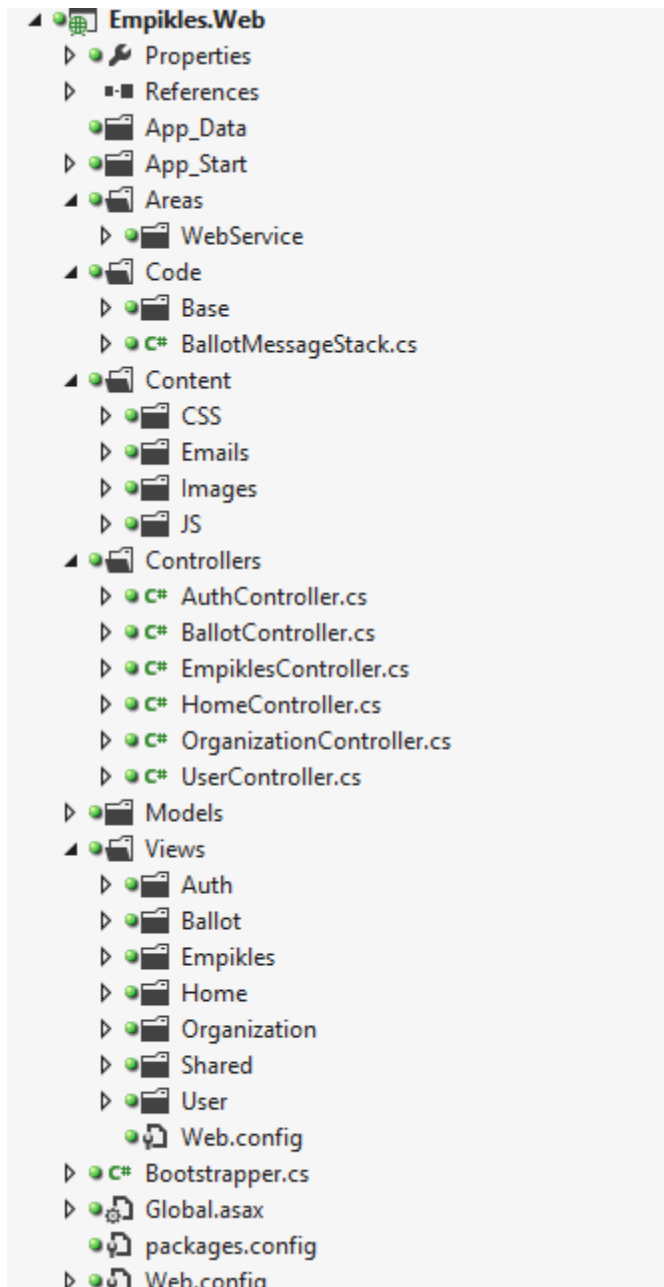 Empikles.Web
Properties
References
App_Data
App_Start
Areas
WebService
Code
Base
C# BallotMessageStack.cs
Content
CSS
Emails
Images
JS
Controllers
C# AuthController.cs
C# BallotController.cs
C# EmpiklesController.cs
C# HomeController.cs
C# OrganizationController.cs
C# UserController.cs
Models
Views
Auth
Ballot
Empikles
Home
Organization
Shared
User
Web.config
C# Bootstrapper.cs
Global.asax
packages.config
Web.config